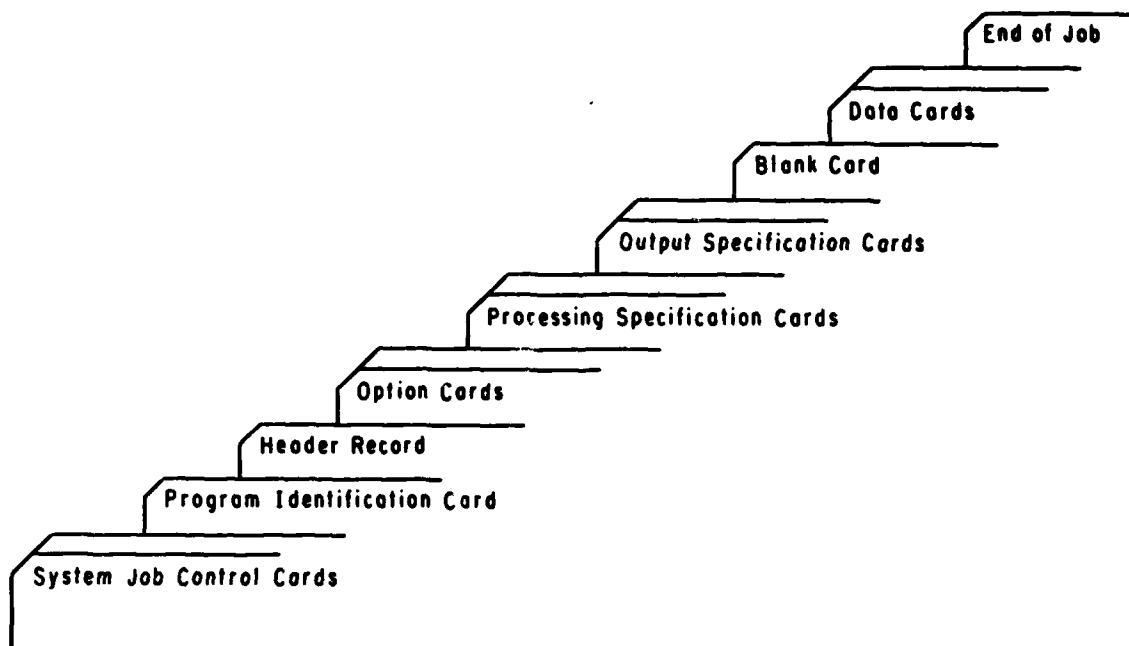 End of Job
Data Cards
Blank Card
Output Specification Cards
Processing Specification Cards
Option Cards
Header Record
Program Identification Card
System Job Control Cards